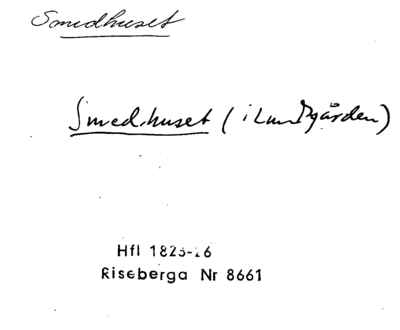 Smedhuset
Smedhuset (i Lundgården)
Hfl 1825-26
Riseberga Nr 8661